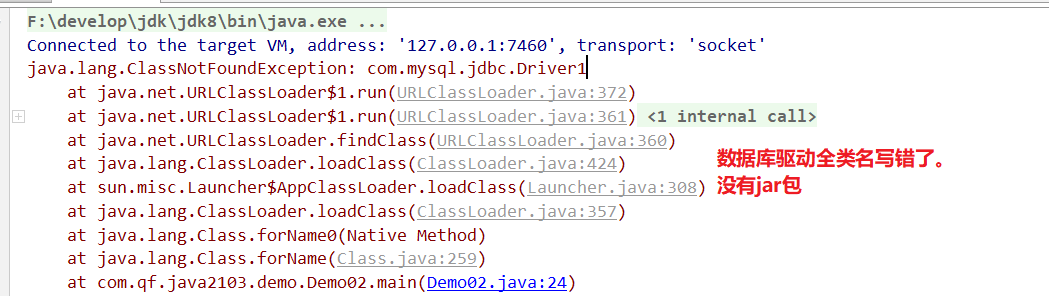 F:\develop\jdk\jdk8\bin\java.exe ...
Connected to the target VM, address: '127.0.0.1:7460', transport: 'socket'
java.lang.ClassNotFoundException: com.mysql.jdbc.Driver1
at java.net.URLClassLoader$1.run(URLClassLoader.java:372)
at java.net.URLClassLoader$1.run(URLClassLoader.java:361) <1 internal call>
at java.net.URLClassLoader.findClass(URLClassLoader.java:360)
at java.lang.ClassLoader.loadClass(ClassLoader.java:424)
at sun.misc.Launcher$AppClassLoader.loadClass(Launcher.java:308)
at java.lang.ClassLoader.loadClass(ClassLoader.java:357)
at java.lang.Class.forName0(Native Method)
at java.lang.Class.forName(Class.java:259)
at com.qf.java2103.demo.Demo02.main(Demo02.java:24)
数据库驱动全类名写错了。
没有jar包